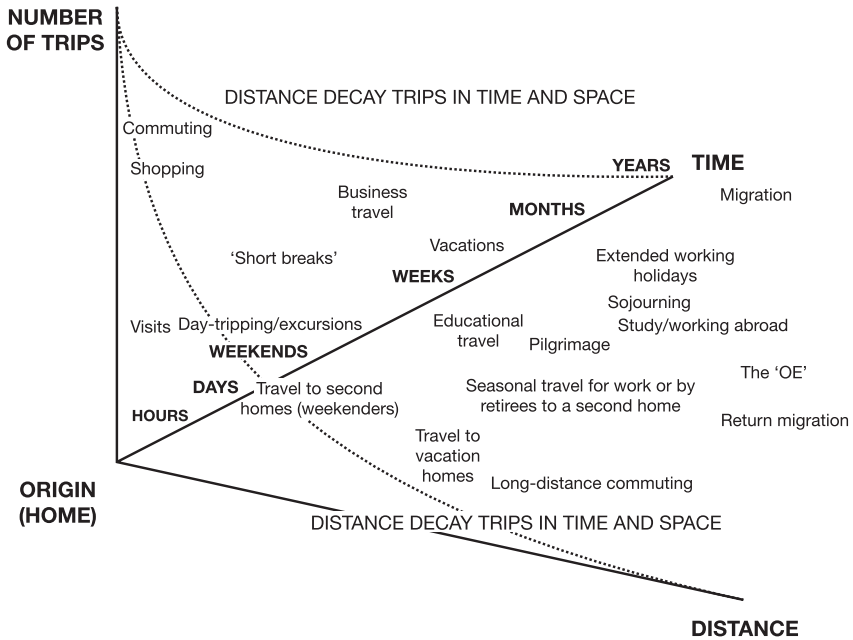 NUMBER
OF TRIPS
DISTANCE DECAY TRIPS IN TIME AND SPACE
Commuting
Shopping
YEARS
TIME
Business
travel
Migration
MONTHS
Vacations
'Short breaks'
Extended working
holidays
WEEKS
Sojourning
Visits
Day-tripping/excursions
Educational
travel
Study/working abroad
Pilgrimage
WEEKENDS
The 'OE'
DAYS
Travel to second
homes (weekenders)
Seasonal travel for work or by
retirees to a second home
HOURS
Return migration
Travel to
vacation
homes
Long-distance commuting
ORIGIN
(HOME)
DISTANCE DECAY TRIPS IN TIME AND SPACE
DISTANCE